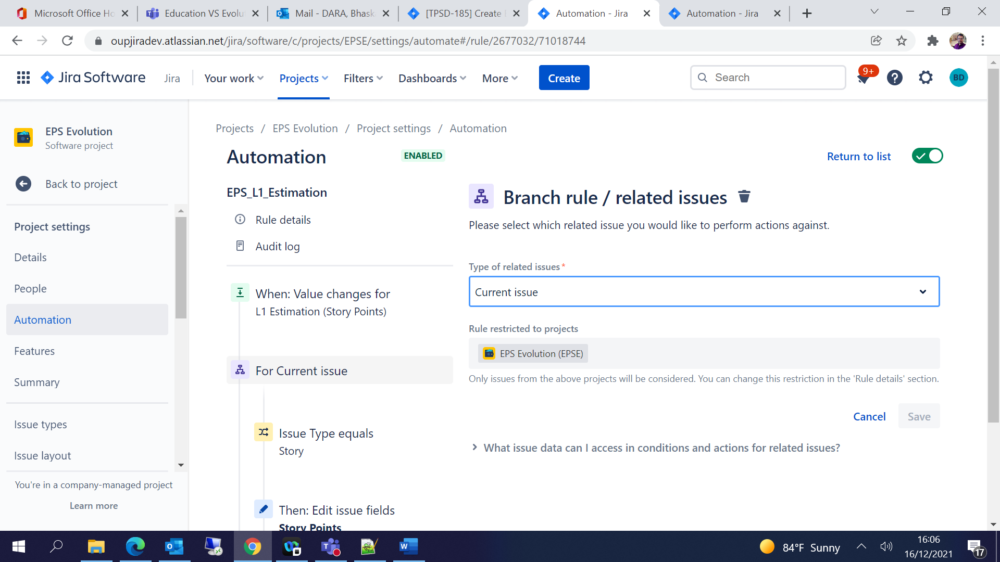 Microsoft Office Ho
Education VS Evolu
Mail - DARA, Bhask
[TPSD-185] Create
Automation - Jira
Automation - Jira
oupjiradev.atlassian.net/jira/software/c/projects/EPSE/settings/automate#/rule/2677032/71018744
Jira Software
Jira
Your work
Projects
Filters
Dashboards
More
Create
Search
9+
BD
EPS Evolution
Software project
Back to project
Project settings
Details
People
Automation
Features
Summary
Issue types
Issue layout
You're in a company-managed project
Learn more
Projects / EPS Evolution / Project settings / Automation
Automation
ENABLED
Return to list
EPS_L1_Estimation
Rule details
Audit log
When: Value changes for
L1 Estimation (Story Points)
For Current issue
Issue Type equals
Story
Then: Edit issue fields
Story Points
Branch rule / related issues
Please select which related issue you would like to perform actions against.
Type of related issues *
Current issue
Rule restricted to projects
EPS Evolution (EPSE)
Only issues from the above projects will be considered. You can change this restriction in the 'Rule details' section.
Cancel
Save
What issue data can I access in conditions and actions for related issues?
84°F Sunny
16:06
16/12/2021
17